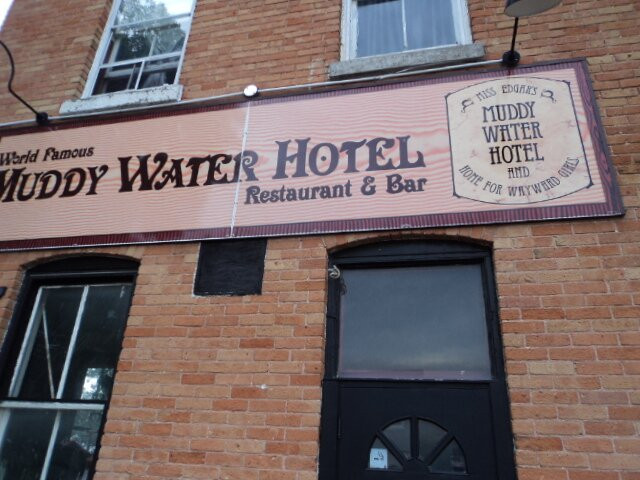 World Famous
MUDDY WATER HOTEL
Restaurant & Bar
MISS EDGAR'S
MUDDY
WATER
HOTEL
AND
HOME FOR WAYWARD GIRLS